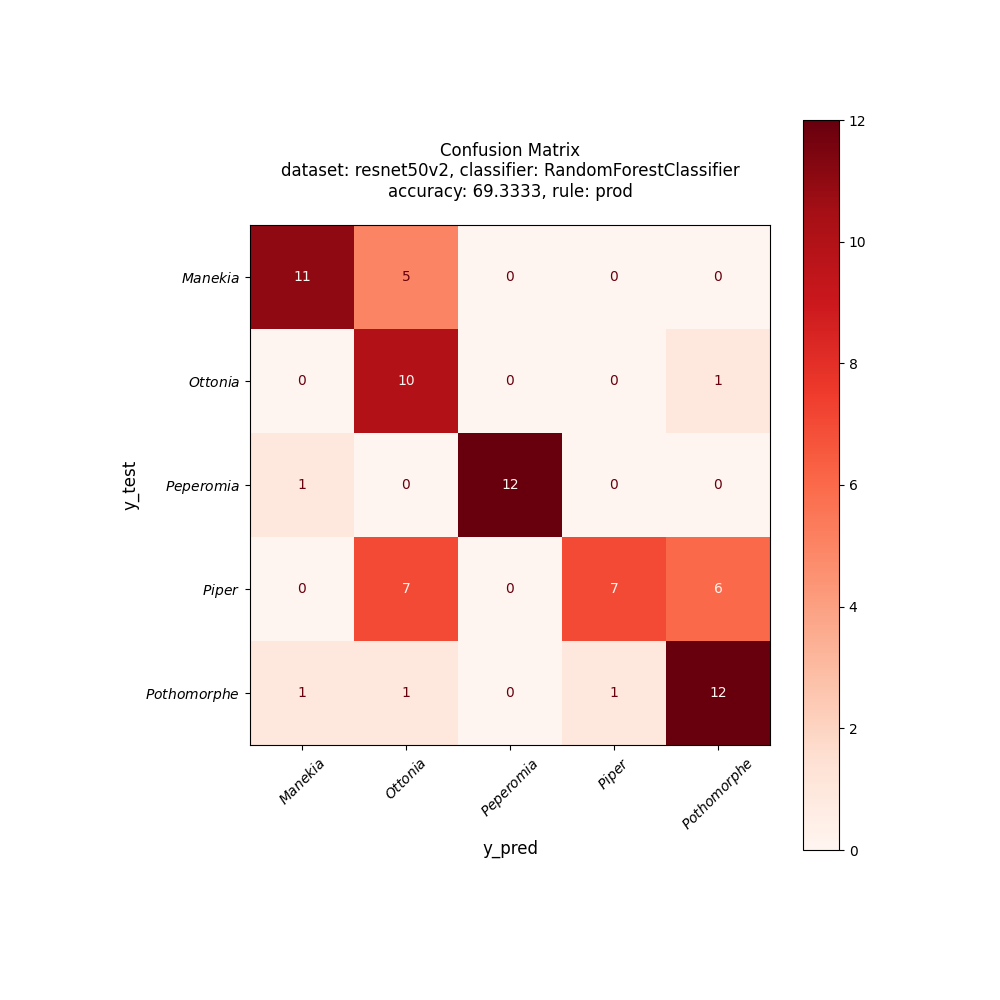 Confusion Matrix
dataset: resnet50v2, classifier: RandomForestClassifier
accuracy: 69.3333, rule: prod
Manekia 11 5 0 0 0
Ottonia 0 10 0 0 1
Peperomia 1 0 12 0 0
Piper 0 7 0 7 6
Pothomorphe 1 1 0 1 12
Manekia Ottonia Peperomia Piper Pothomorphe
y_test
y_pred
12
10
8
6
4
2
0